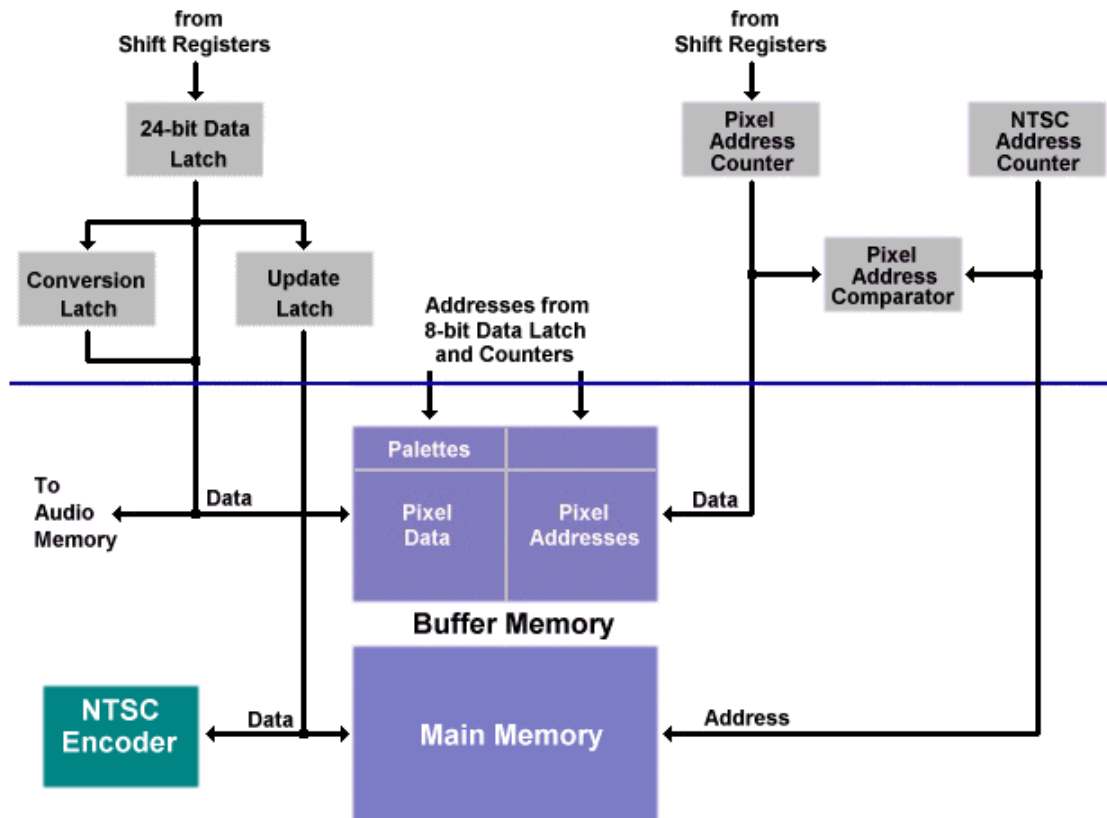 from
Shift Registers
from
Shift Registers
24-bit Data
Latch
Pixel
Address
Counter
NTSC
Address
Counter
Conversion
Latch
Update
Latch
Pixel
Address
Comparator
Addresses from
8-bit Data Latch
and Counters
Palettes
To
Audio
Memory
Data
Pixel
Data
Pixel
Addresses
Data
Buffer Memory
NTSC
Encoder
Data
Main Memory
Address